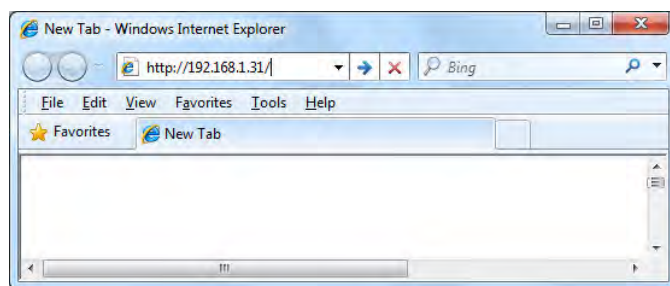 New Tab - Windows Internet Explorer
http://192.168.1.31/ Bing
File Edit View Favorites Tools Help
Favorites New Tab